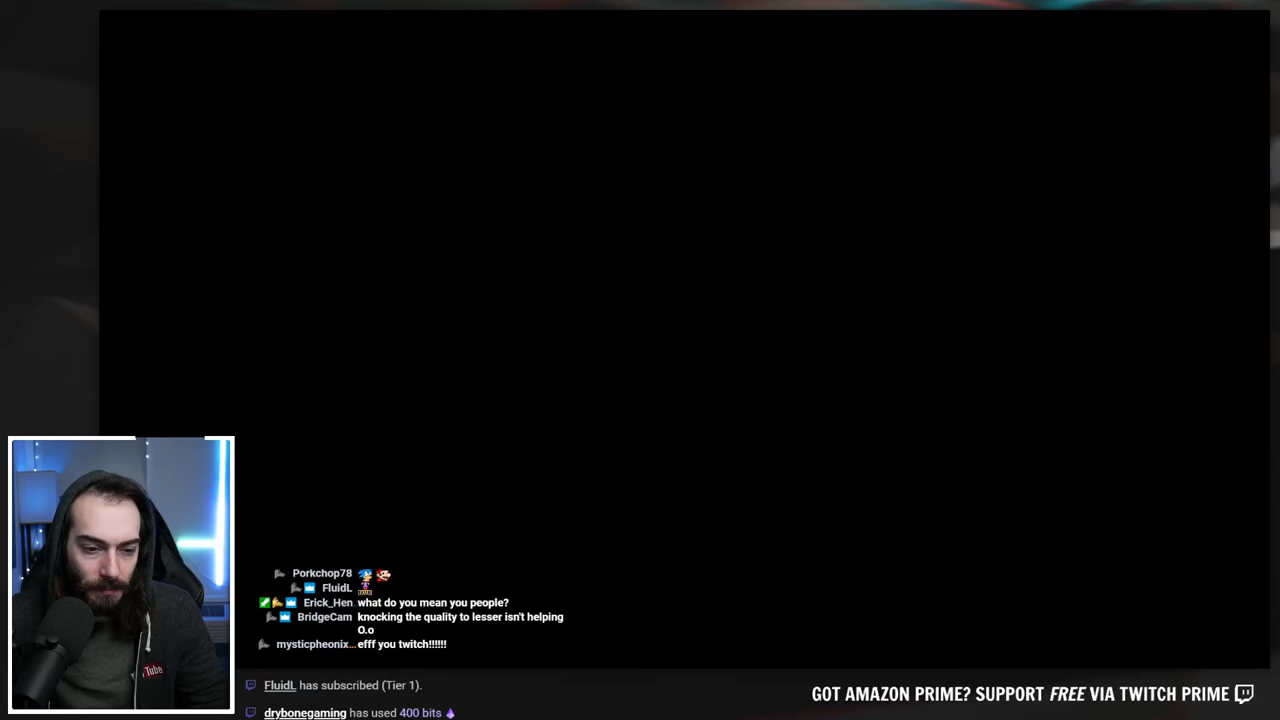 Porkchop78
FluidL
Erick_Hen what do you mean you people?
BridgeCam knocking the quality to lesser isn't helping
O.o
mysticpheonix... efff you twitch!!!!!!
FluidL has subscribed (Tier 1).
drybonegaming has used 400 bits
GOT AMAZON PRIME? SUPPORT FREE VIA TWITCH PRIME
Tube